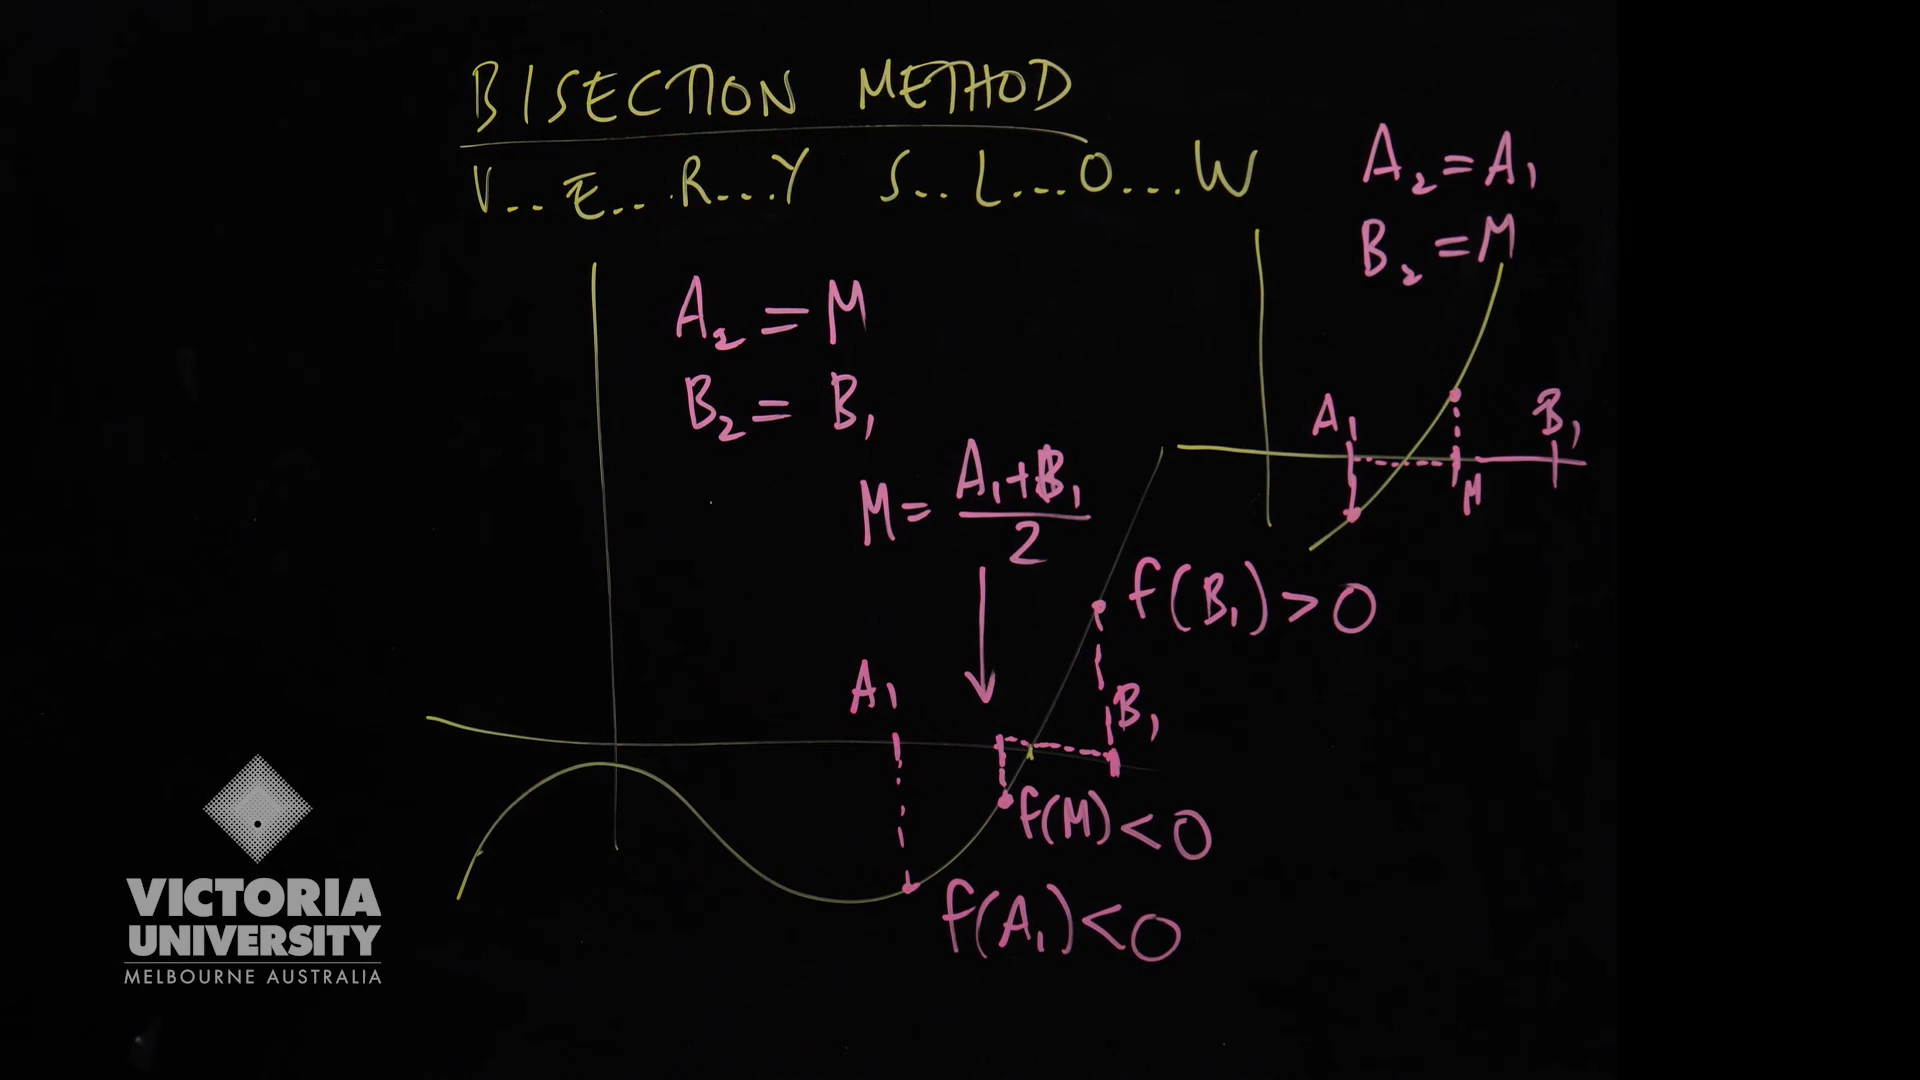 BISECTION METHOD
V...E...R...Y S..L...O...W
A₂ = A₁
B₂ = M
A₂ = M
B₂ = B₁
M = (A₁+B₁)/2
A₁
B₁
M
f(B₁) > 0
A₁
B₁
f(M) < 0
f(A₁) < 0
VICTORIA
UNIVERSITY
MELBOURNE AUSTRALIA